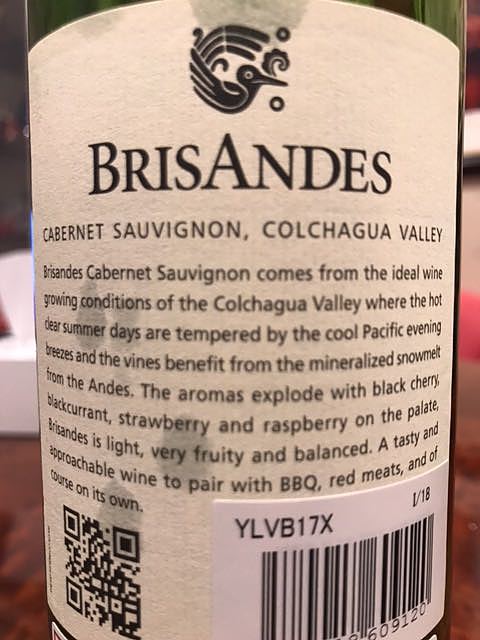 BRISANDES
CABERNET SAUVIGNON, COLCHAGUA VALLEY
Brisandes Cabernet Sauvignon comes from the ideal wine
growing conditions of the Colchagua Valley where the hot
clear summer days are tempered by the cool Pacific evening
breezes and the vines benefit from the mineralized snowmelt
from the Andes. The aromas explode with black cherry,
blackcurrant, strawberry and raspberry on the palate,
Brisandes is light, very fruity and balanced. A tasty and
approachable wine to pair with BBQ, red meats, and of
course on its own.
I/18
YLVB17X
609120